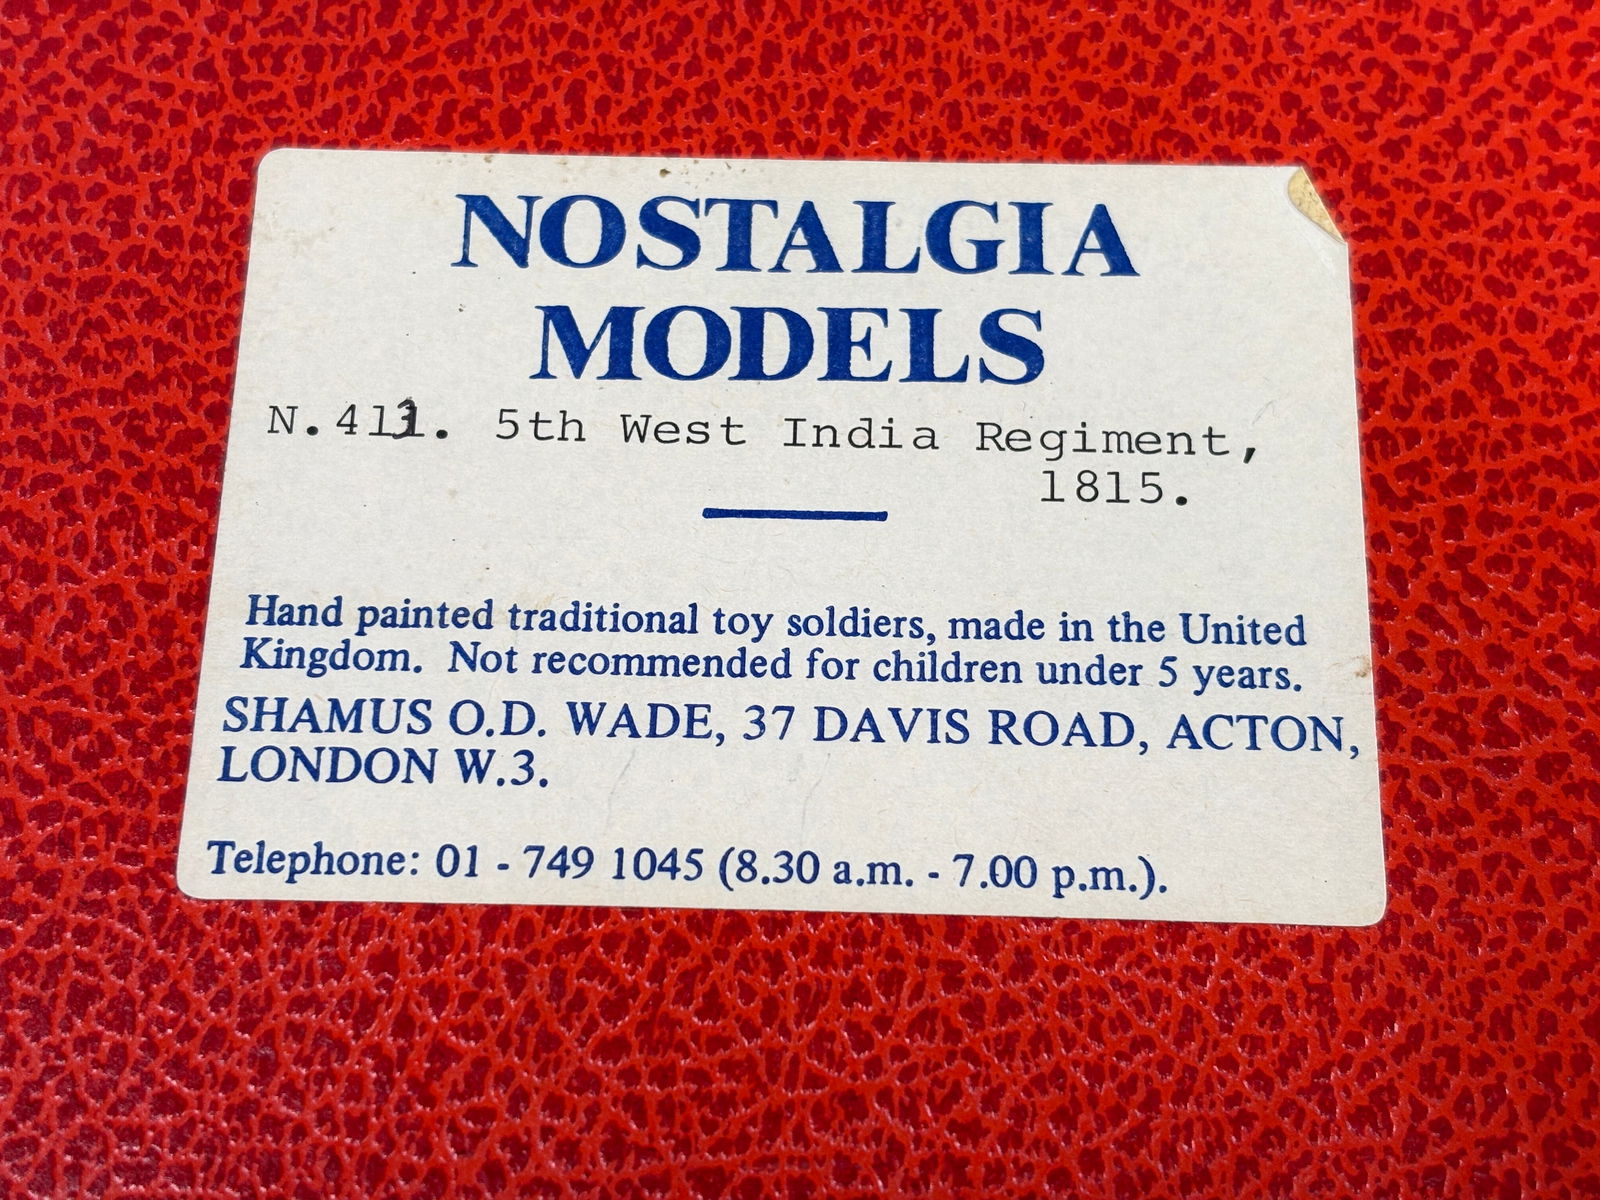 NOSTALGIA
MODELS
N.413. 5th West India Regiment,
1815.
Hand painted traditional toy soldiers, made in the United
Kingdom. Not recommended for children under 5 years.
SHAMUS O.D. WADE, 37 DAVIS ROAD, ACTON,
LONDON W.3.
Telephone: 01 - 749 1045 (8.30 a.m. - 7.00 p.m.).